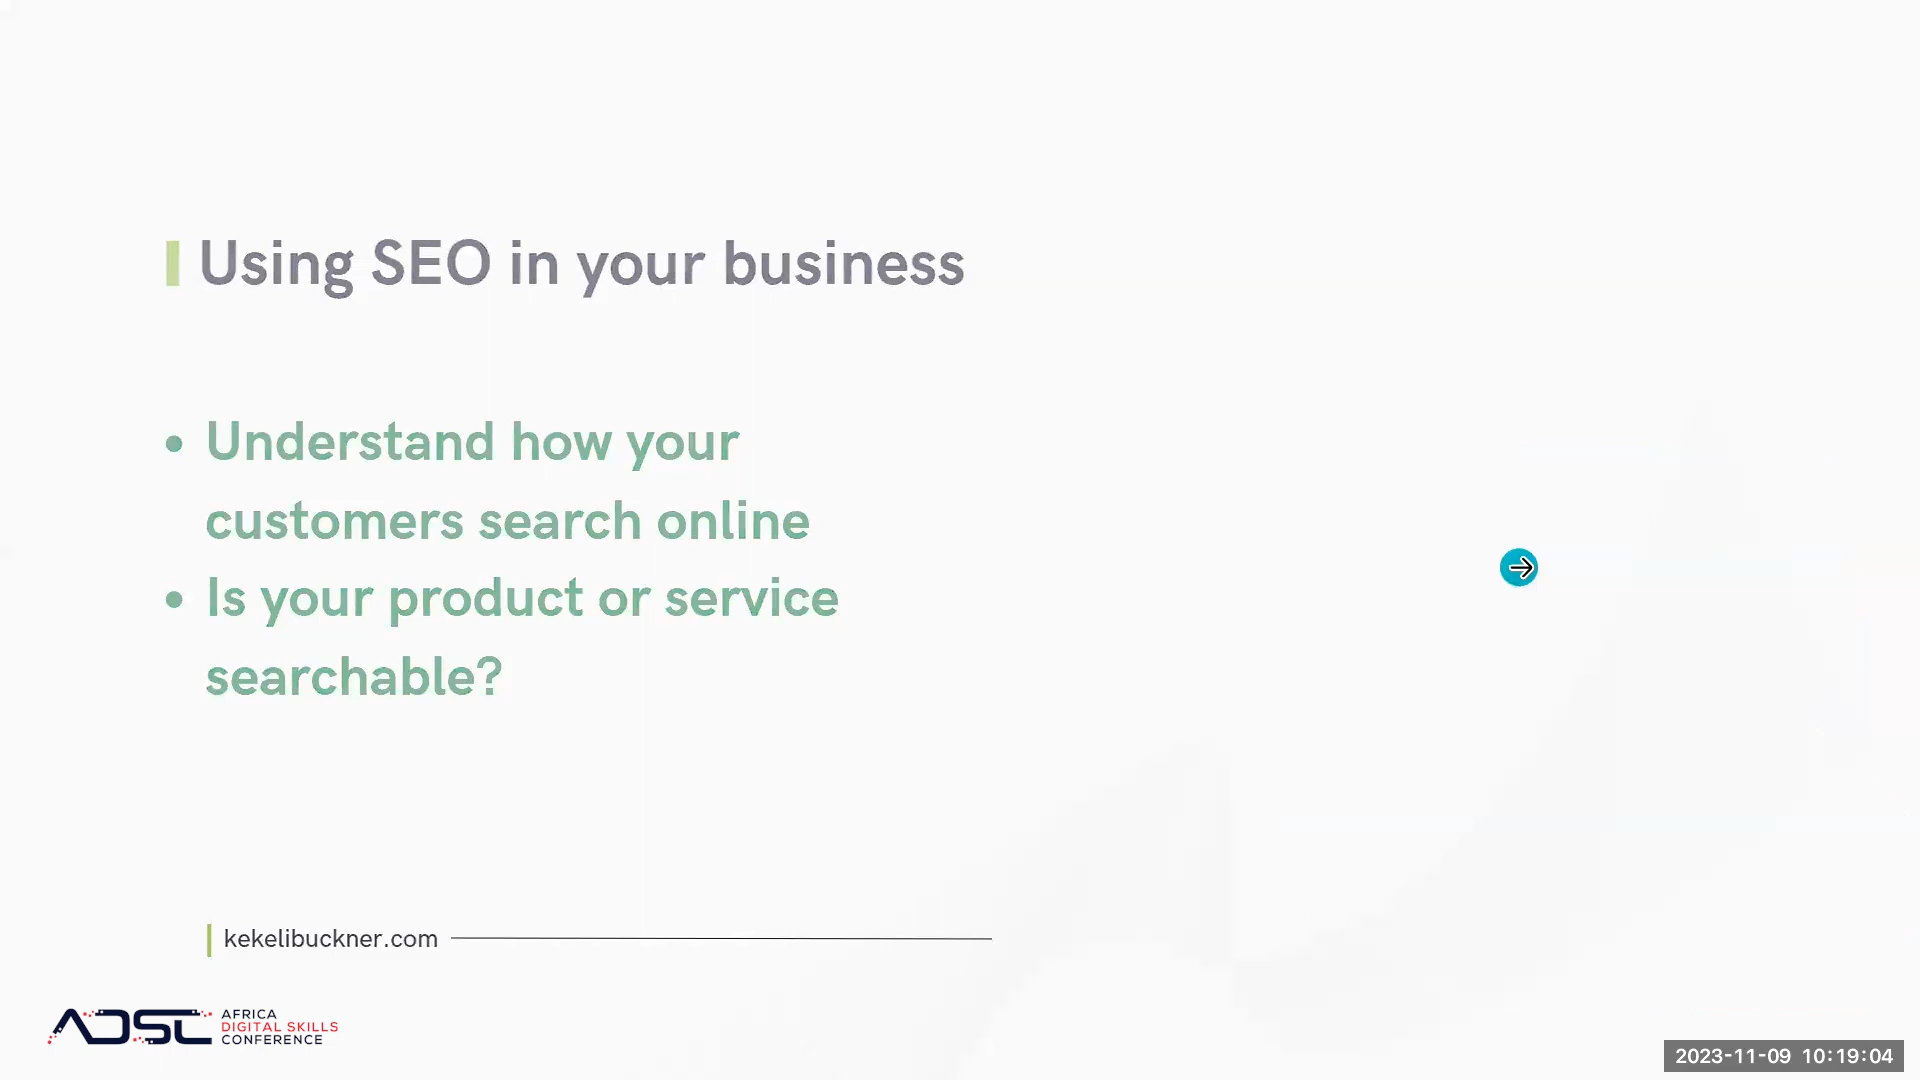 Using SEO in your business
• Understand how your
customers search online
• Is your product or service
searchable?
kekelibuckner.com
ADSC
AFRICA
DIGITAL SKILLS
CONFERENCE
2023-11-09 10:19:04